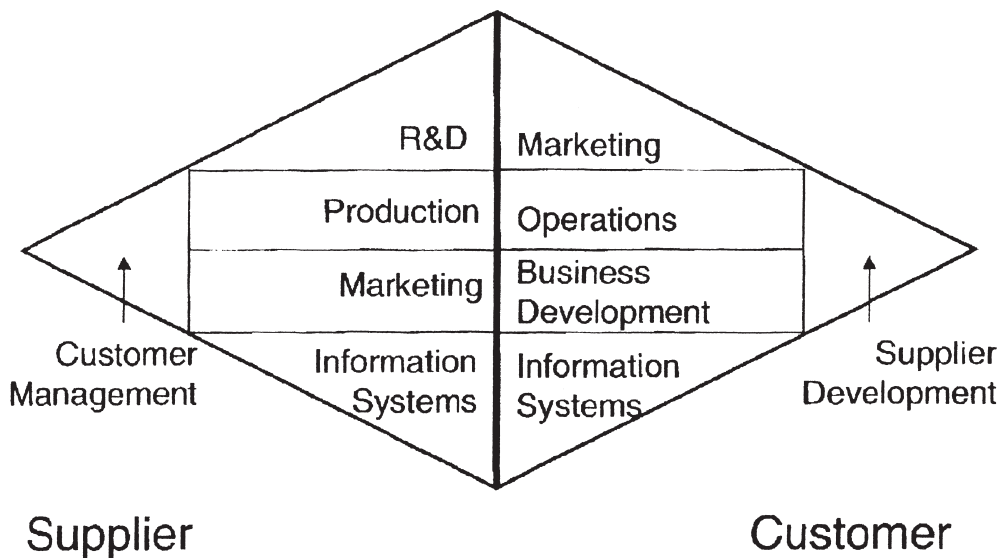 R&D
Marketing
Production
Operations
Marketing
Business
Development
Information
Systems
Information
Systems
Customer
Management
Supplier
Development
Supplier
Customer